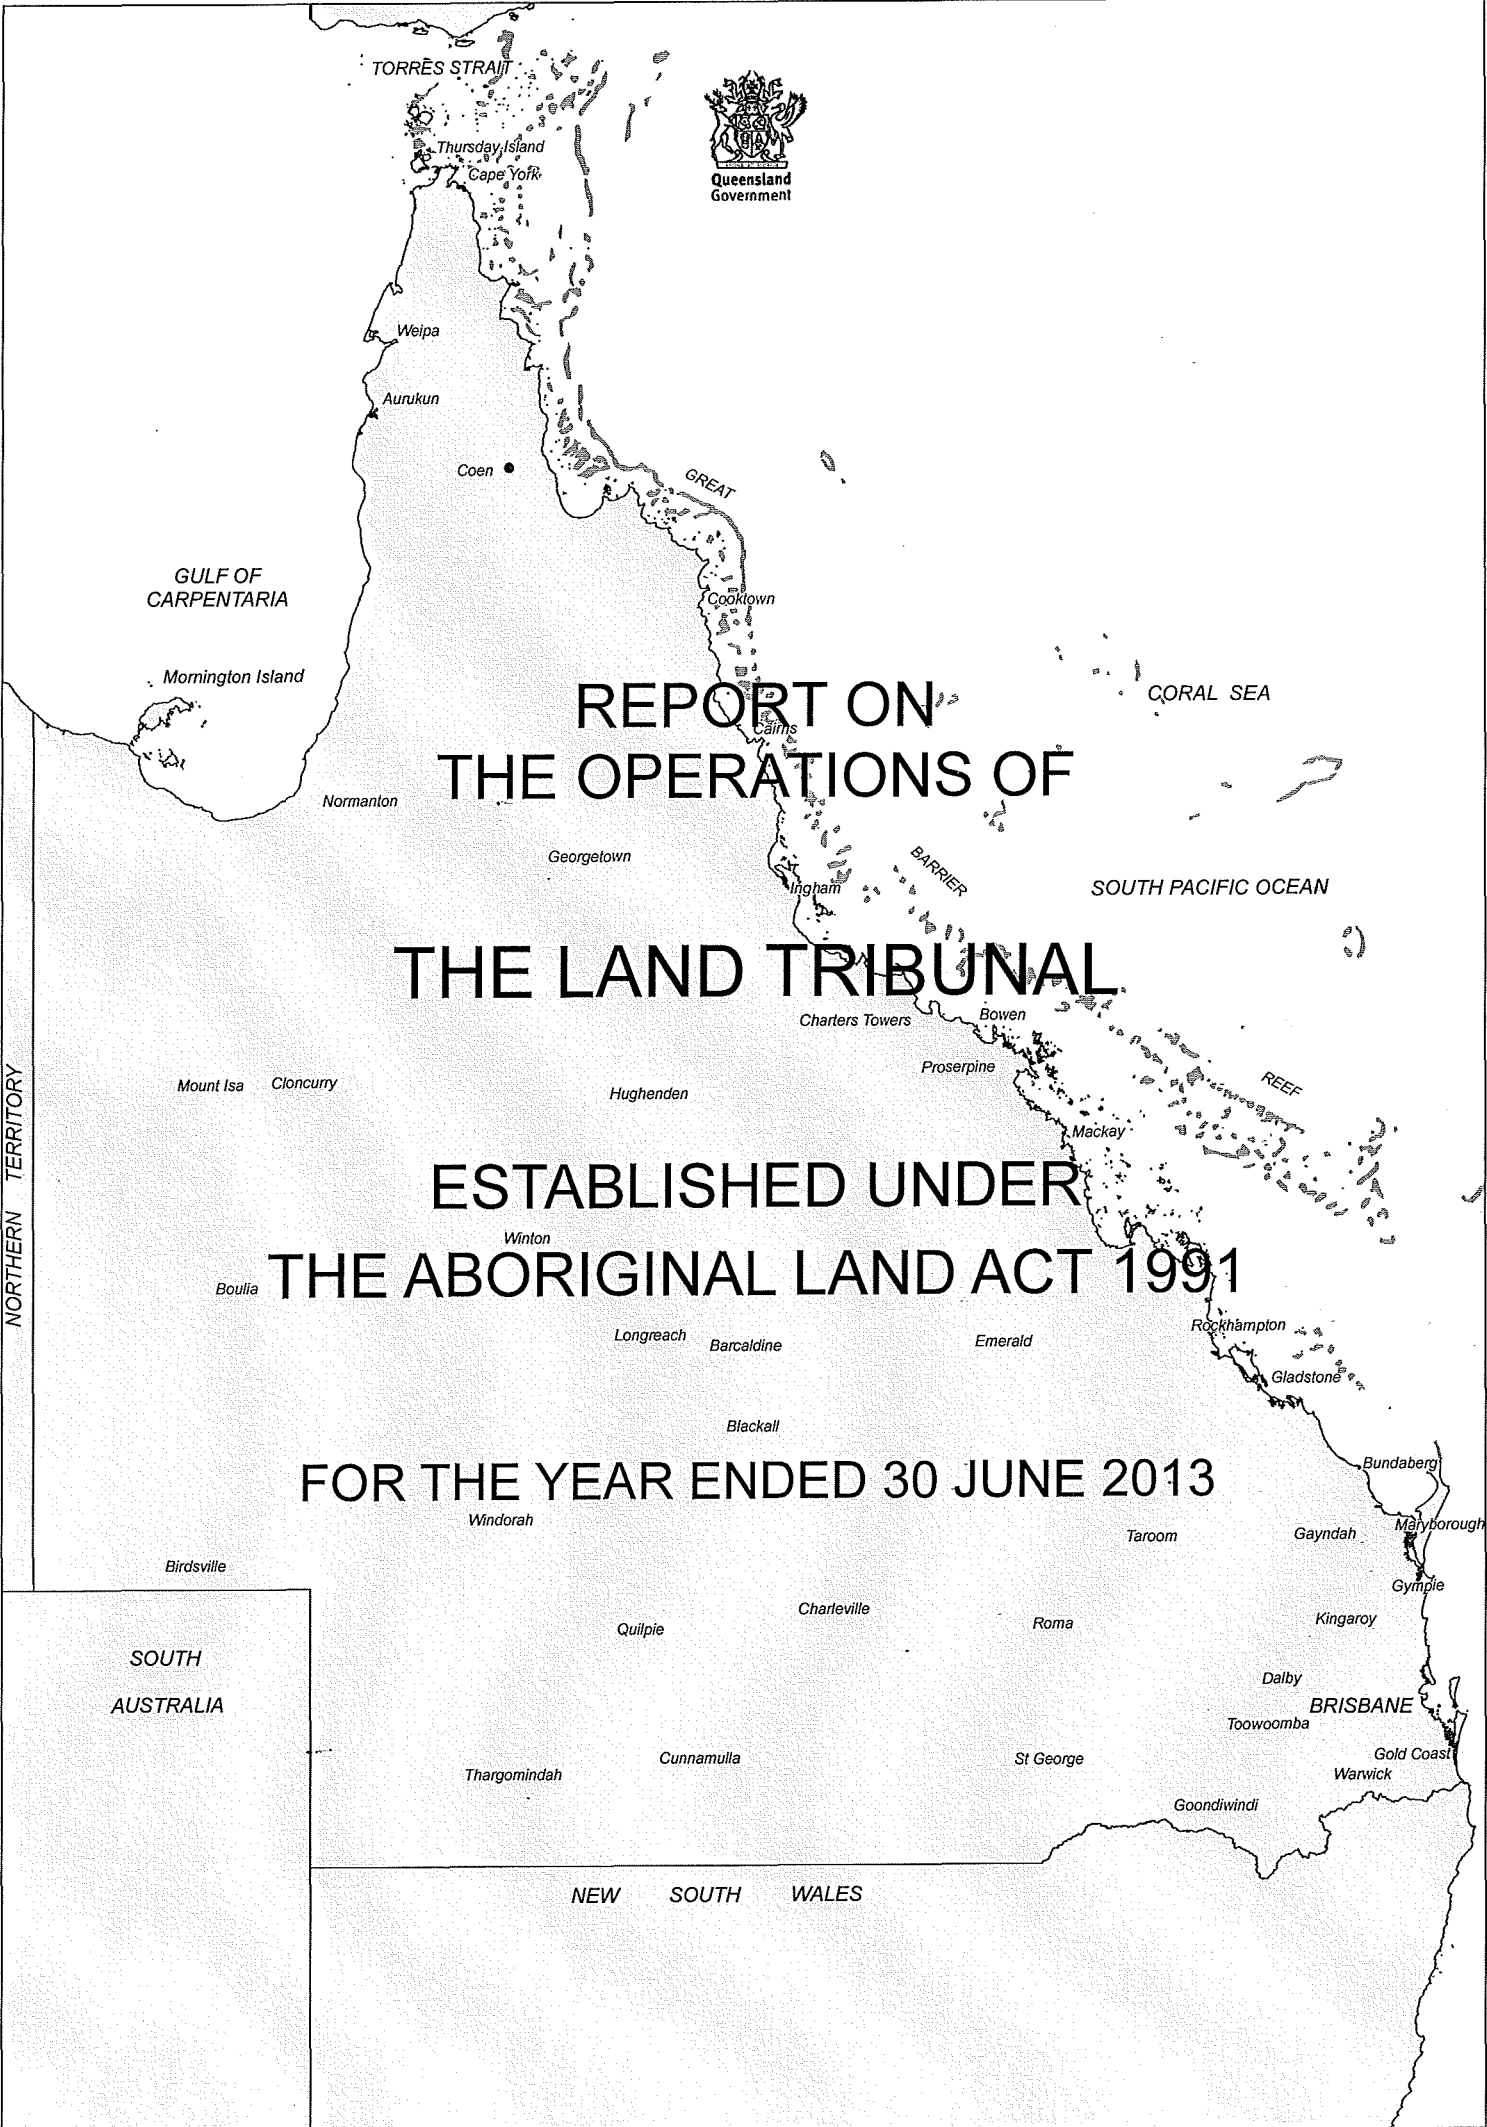 TORRES STRAIT
Thursday Island
Cape York
Queensland
Government
Weipa
Aurukun
Coen
GREAT
GULF OF
CARPENTARIA
Cooktown
Mornington Island
CORAL SEA
REPORT ON
Cairns
THE OPERATIONS OF
Normanton
Georgetown
BARRIER
Ingham
SOUTH PACIFIC OCEAN
THE LAND TRIBUNAL
Charters Towers
Bowen
Proserpine
Mount Isa
Cloncurry
Hughenden
REEF
NORTHERN TERRITORY
Mackay
ESTABLISHED UNDER
Winton
THE ABORIGINAL LAND ACT 1991
Boulia
Rockhampton
Longreach
Barcaldine
Emerald
Gladstone
Blackall
FOR THE YEAR ENDED 30 JUNE 2013
Bundaberg
Windorah
Taroom
Gayndah
Maryborough
Birdsville
Gympie
Charleville
Quilpie
Roma
Kingaroy
SOUTH
AUSTRALIA
Dalby
BRISBANE
Toowoomba
Cunnamulla
St George
Gold Coast
Thargomindah
Warwick
Goondiwindi
NEW SOUTH WALES